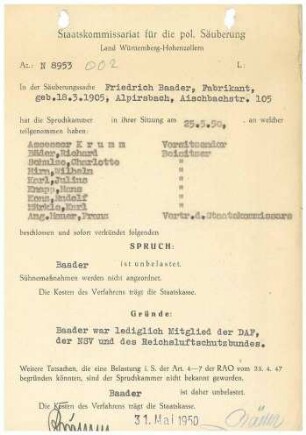 Staatskommissariat für die pol. Säuberung
Land Württemberg-Hohenzollern
Az.: N 8953 002 L:
In der Säuberungssache Friedrich Baader, Fabrikant,
geb.18.3.1905, Alpirsbach, Aischbachstr. 105
hat die Spruchkammer in ihrer Sitzung am 25.5.50, an welcher
teilgenommen haben:
Assessor Krumm Vorsitzender
Bäder,Richard Beisitzer
Schulze,Charlotte "
Hirn,Wilhelm "
Karl,Julius "
Knapp,Hans "
Rudolf "
Türkle,Karl "
Ang.Hauer,Franz Vertr.d.Staatskommissars
beschlossen und sofort verkündet folgenden
SPRUCH:
Baader ist unbelastet.
Sühnemaßnahmen werden nicht angeordnet.
Die Kosten des Verfahrens trägt die Staatskasse.
Gründe:
Baader war lediglich Mitglied der DAF,
der NSV und des Reichsluftschutzbundes.
Weitere Tatsachen, die eine Belastung i. S. der Art. 4—7 der RAO vom 25. 4. 47
begründen könnten, sind der Spruchkammer nicht bekannt geworden.
Baader ist daher unbelastet.
Die Kosten des Verfahrens trägt die Staatskasse.
31. Mai 1950